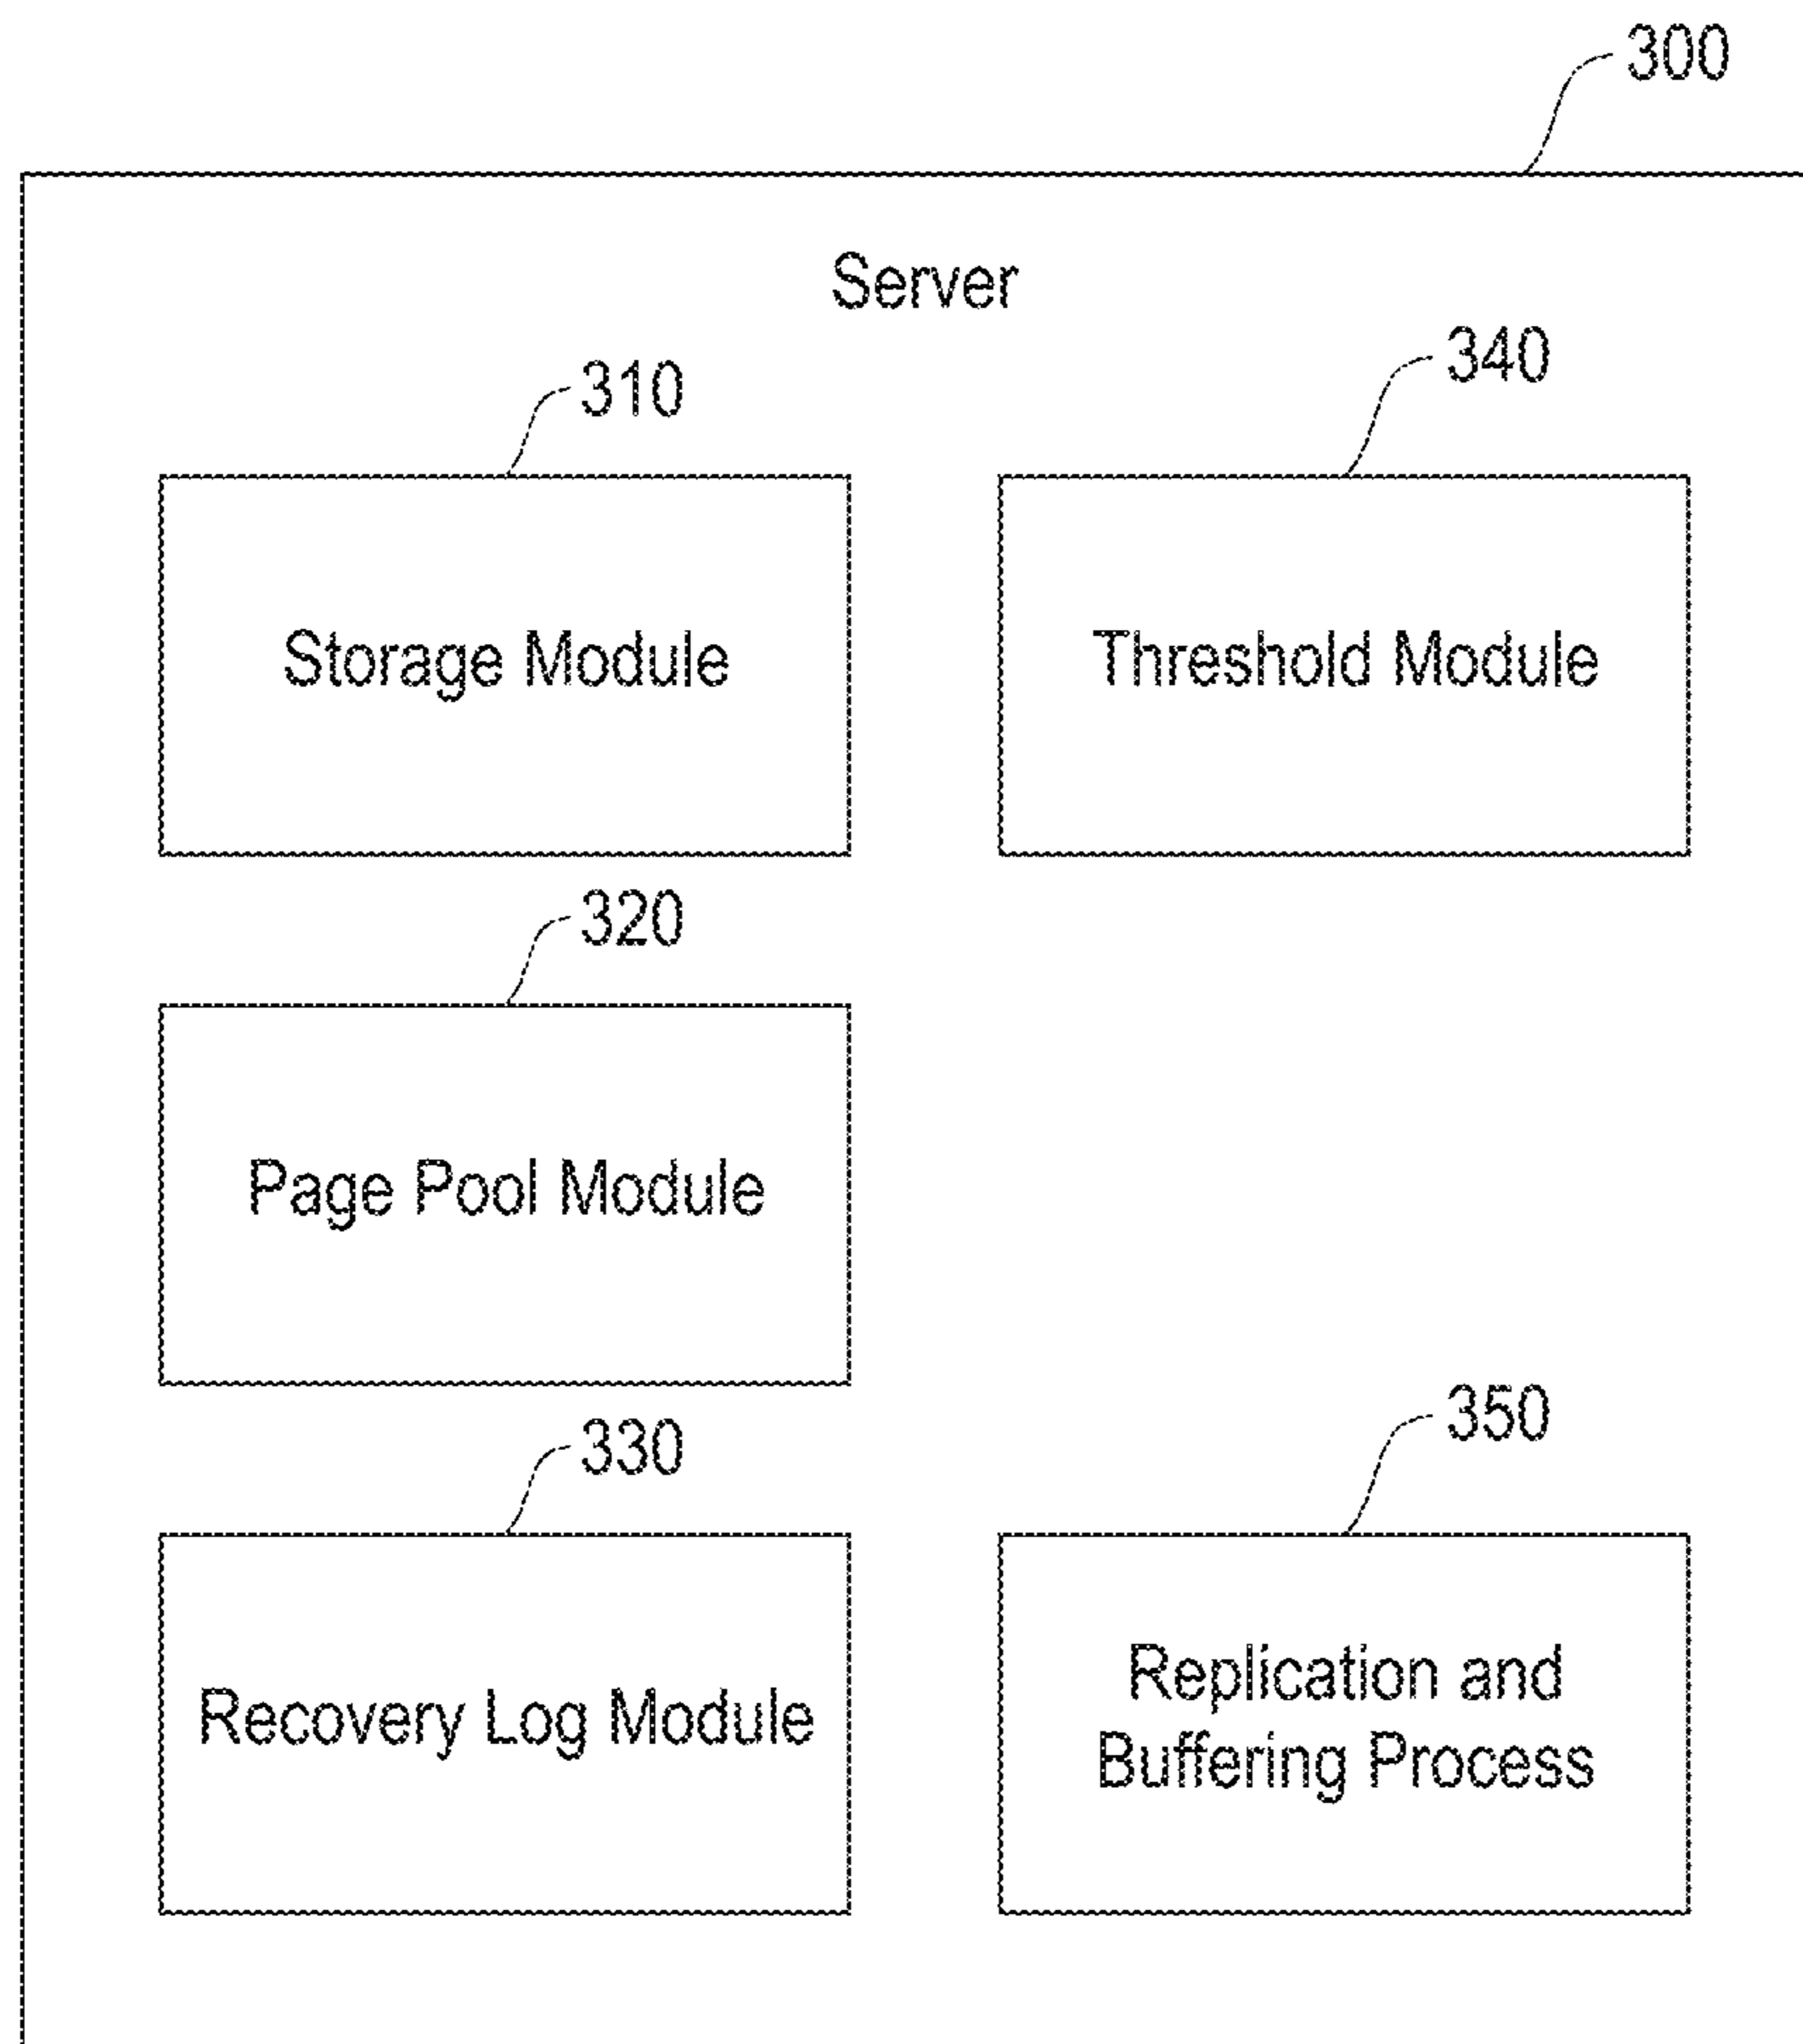 300
Server
310
340
Storage Module
Threshold Module
320
Page Pool Module
330
350
Recovery Log Module
Replication and
Buffering Process